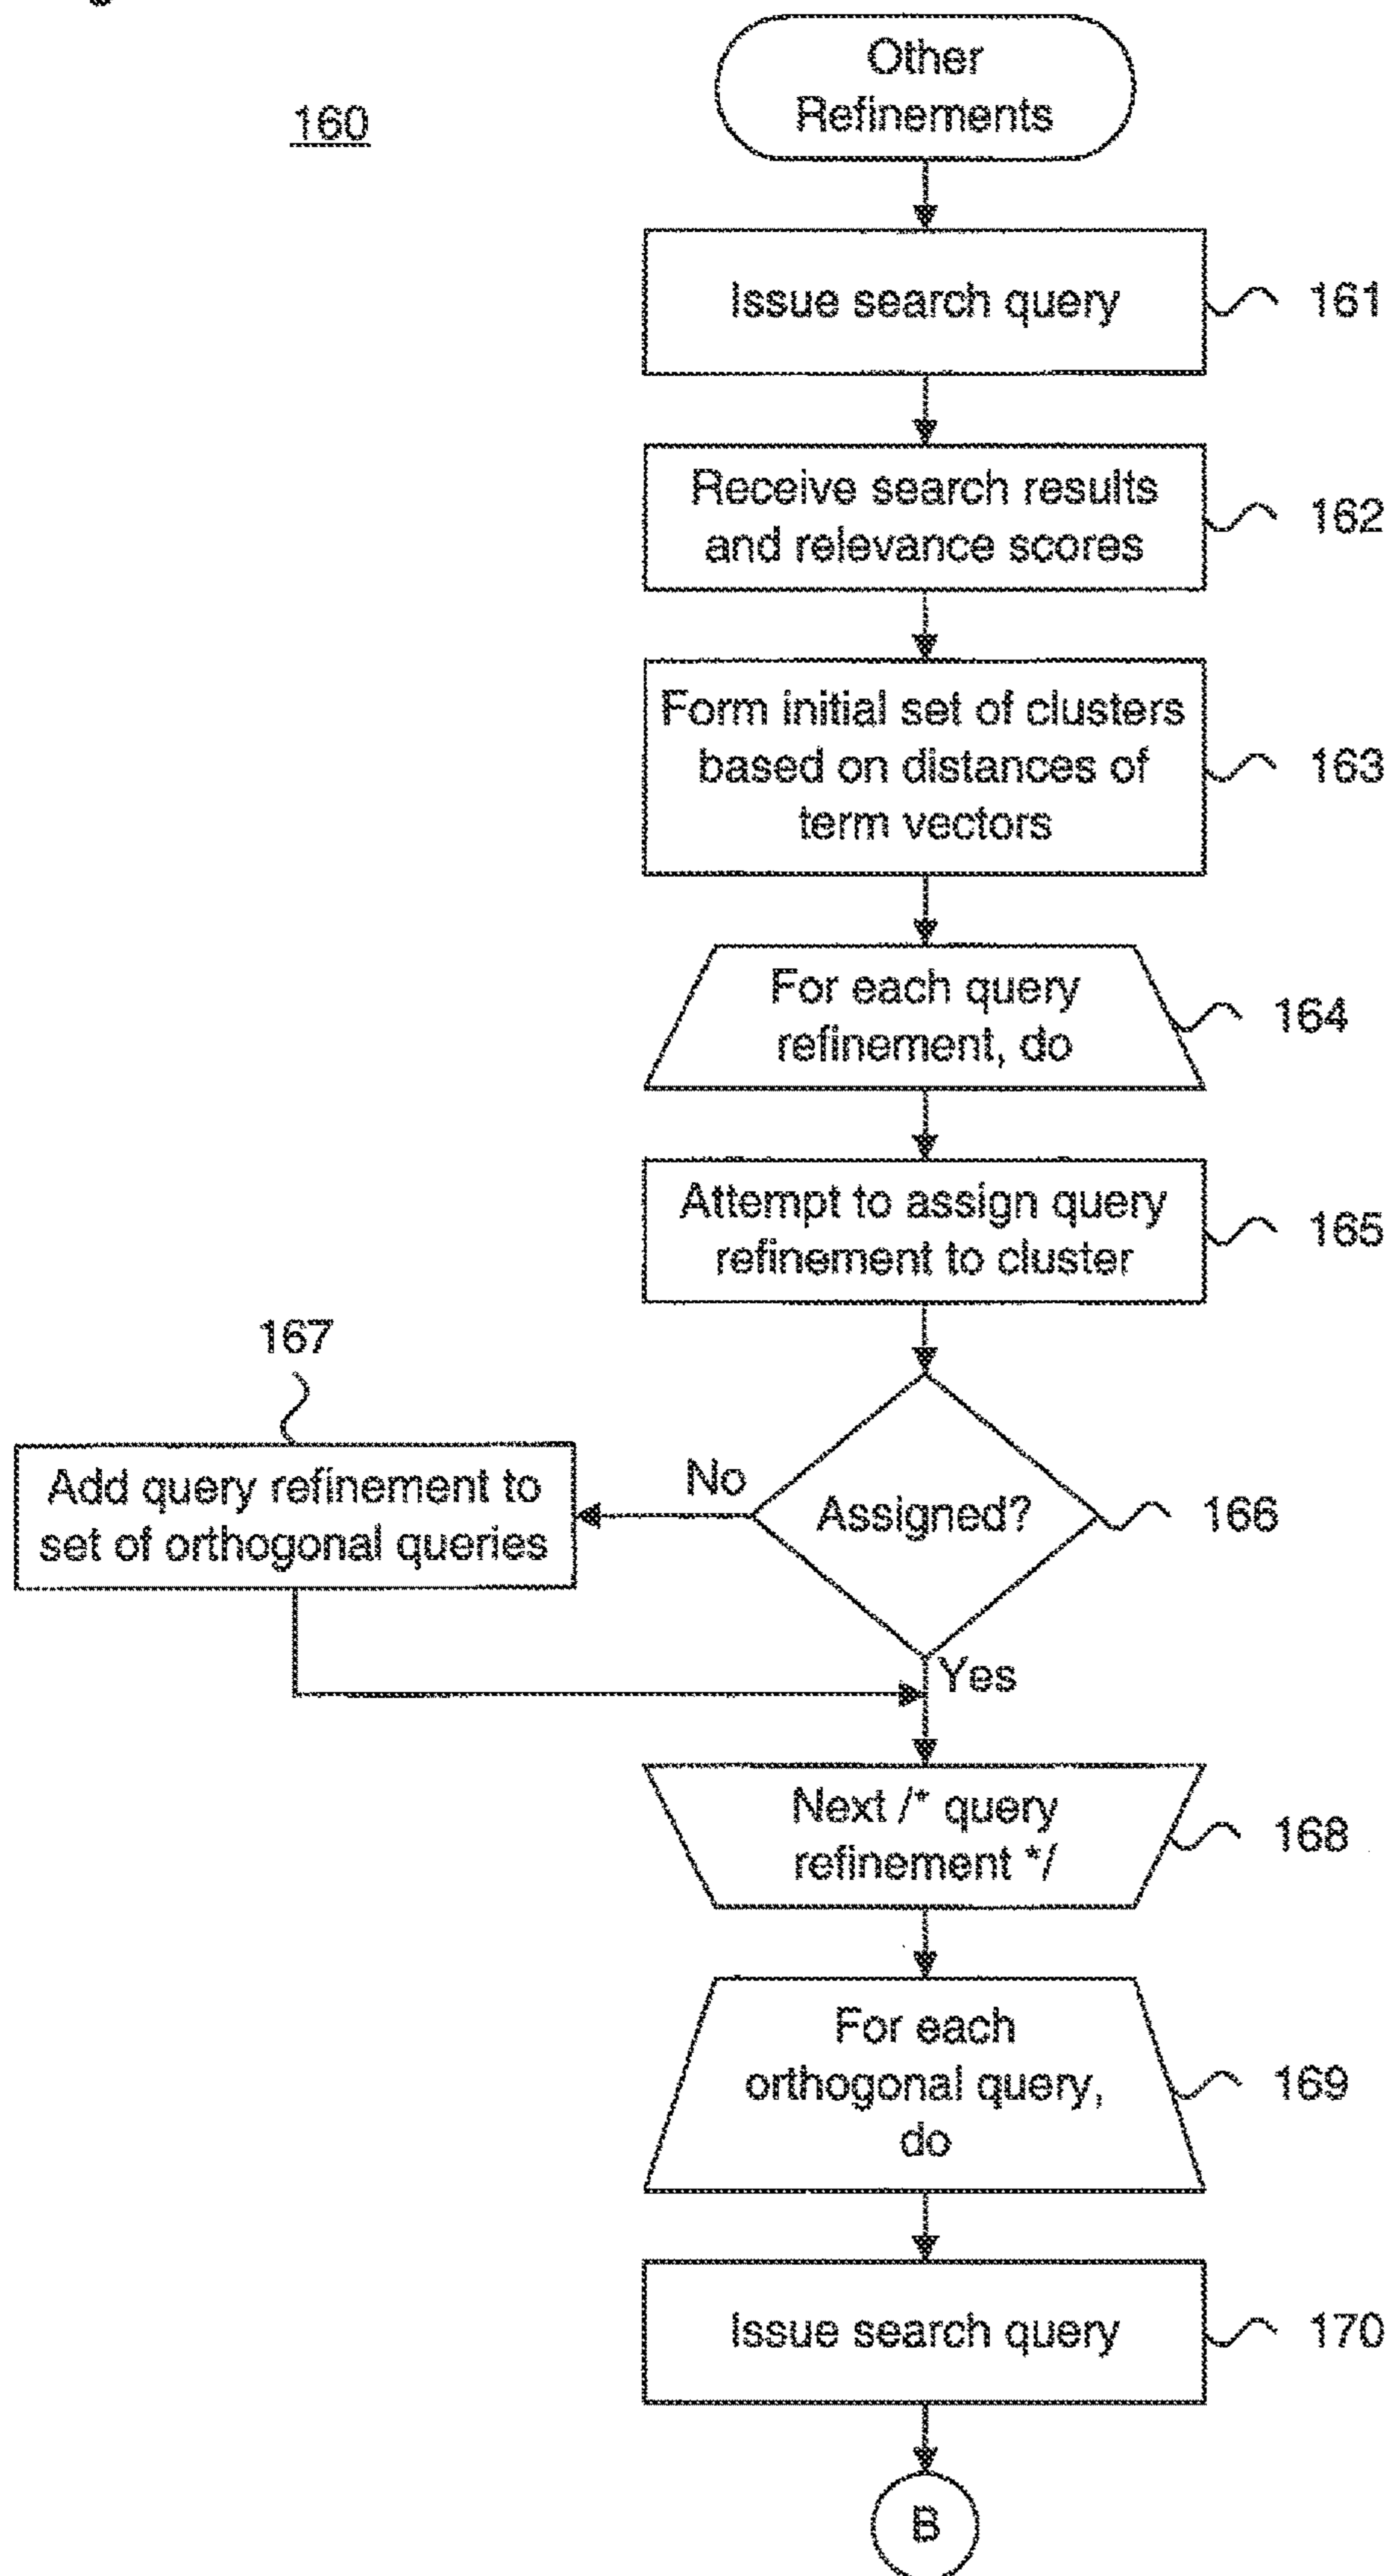 160
Other
Refinements
Issue search query
161
Receive search results
and relevance scores
162
Form initial set of clusters
based on distances of
term vectors
163
For each query
refinement, do
164
Attempt to assign query
refinement to cluster
165
167
Add query refinement to
set of orthogonal queries
No
Assigned?
166
Yes
Next /* query
refinement */
168
For each
orthogonal query,
do
169
Issue search query
170
B